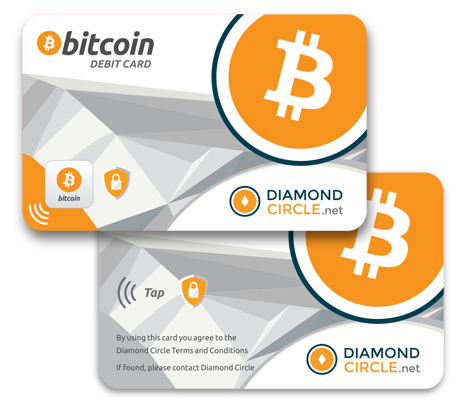 bitcoin
DEBIT CARD
bitcoin
DIAMOND
CIRCLE.net
Tap
By using this card you agree to the
Diamond Circle Terms and Conditions
If found, please contact Diamond Circle
DIAMOND
CIRCLE.net